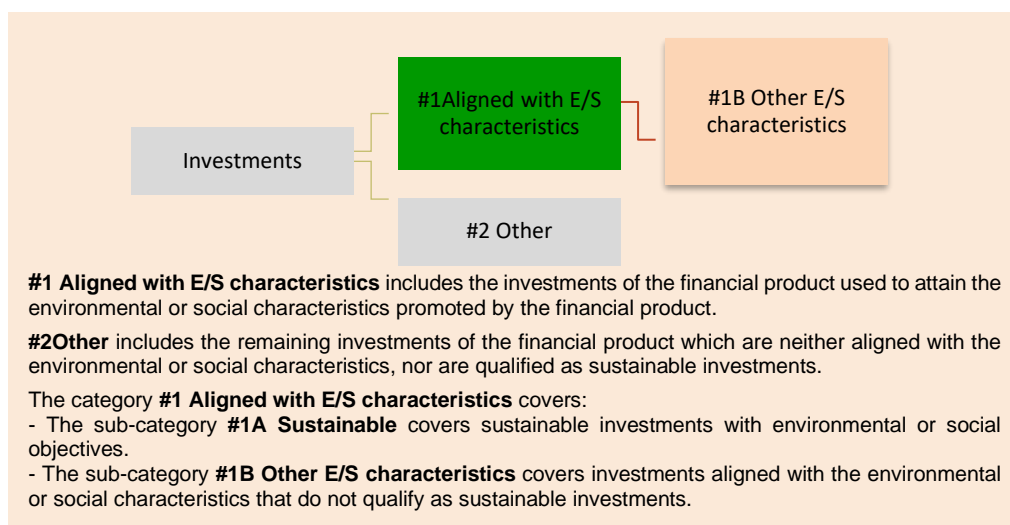 #1Aligned with E/S
characteristics
#1B Other E/S
characteristics
Investments
#2 Other
#1 Aligned with E/S characteristics includes the investments of the financial product used to attain the
environmental or social characteristics promoted by the financial product.
#2Other includes the remaining investments of the financial product which are neither aligned with the
environmental or social characteristics, nor are qualified as sustainable investments.
The category #1 Aligned with E/S characteristics covers:
- The sub-category #1A Sustainable covers sustainable investments with environmental or social
objectives.
- The sub-category #1B Other E/S characteristics covers investments aligned with the environmental
or social characteristics that do not qualify as sustainable investments.